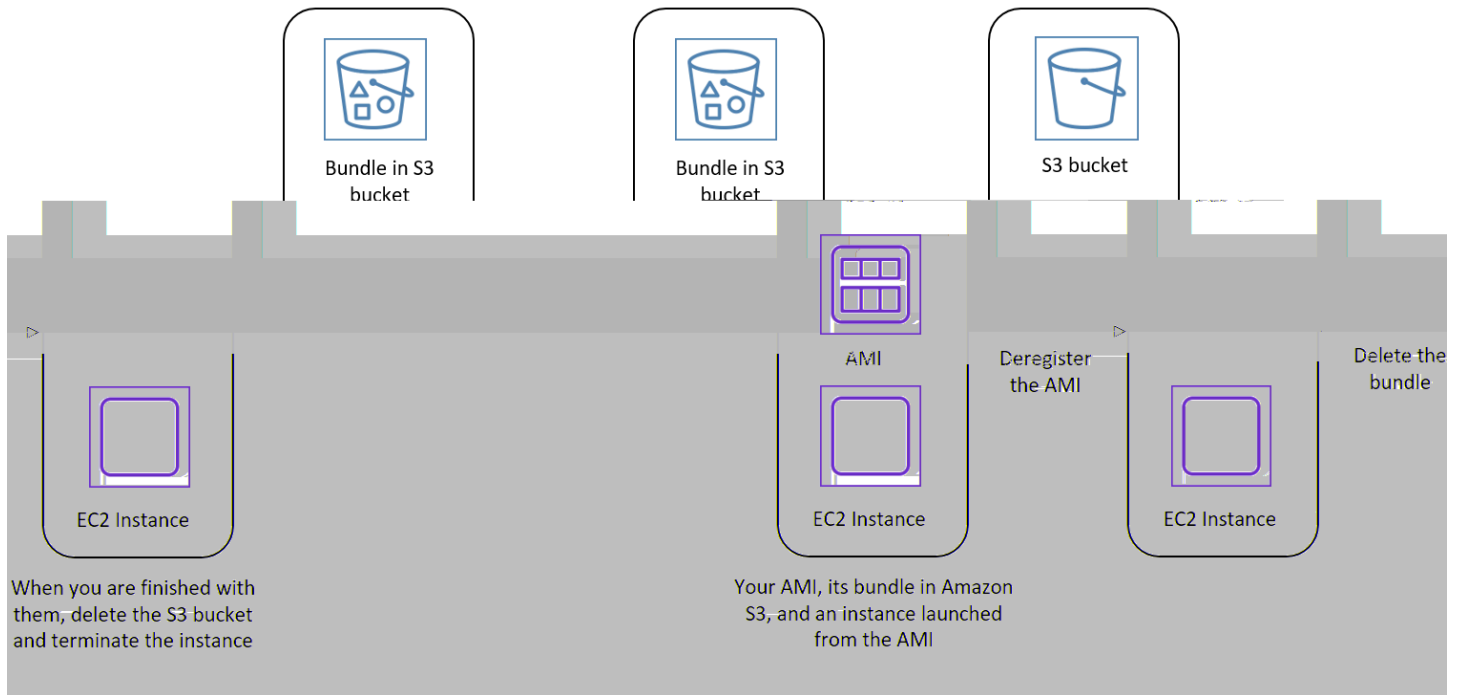 Bundle in S3
bucket
Bundle in S3
bucket
S3 bucket
AMI
Deregister
the AMI
Delete the
bundle
EC2 Instance
EC2 Instance
EC2 Instance
When you are finished with
them, delete the S3 bucket
and terminate the instance
Your AMI, its bundle in Amazon
S3, and an instance launched
from the AMI